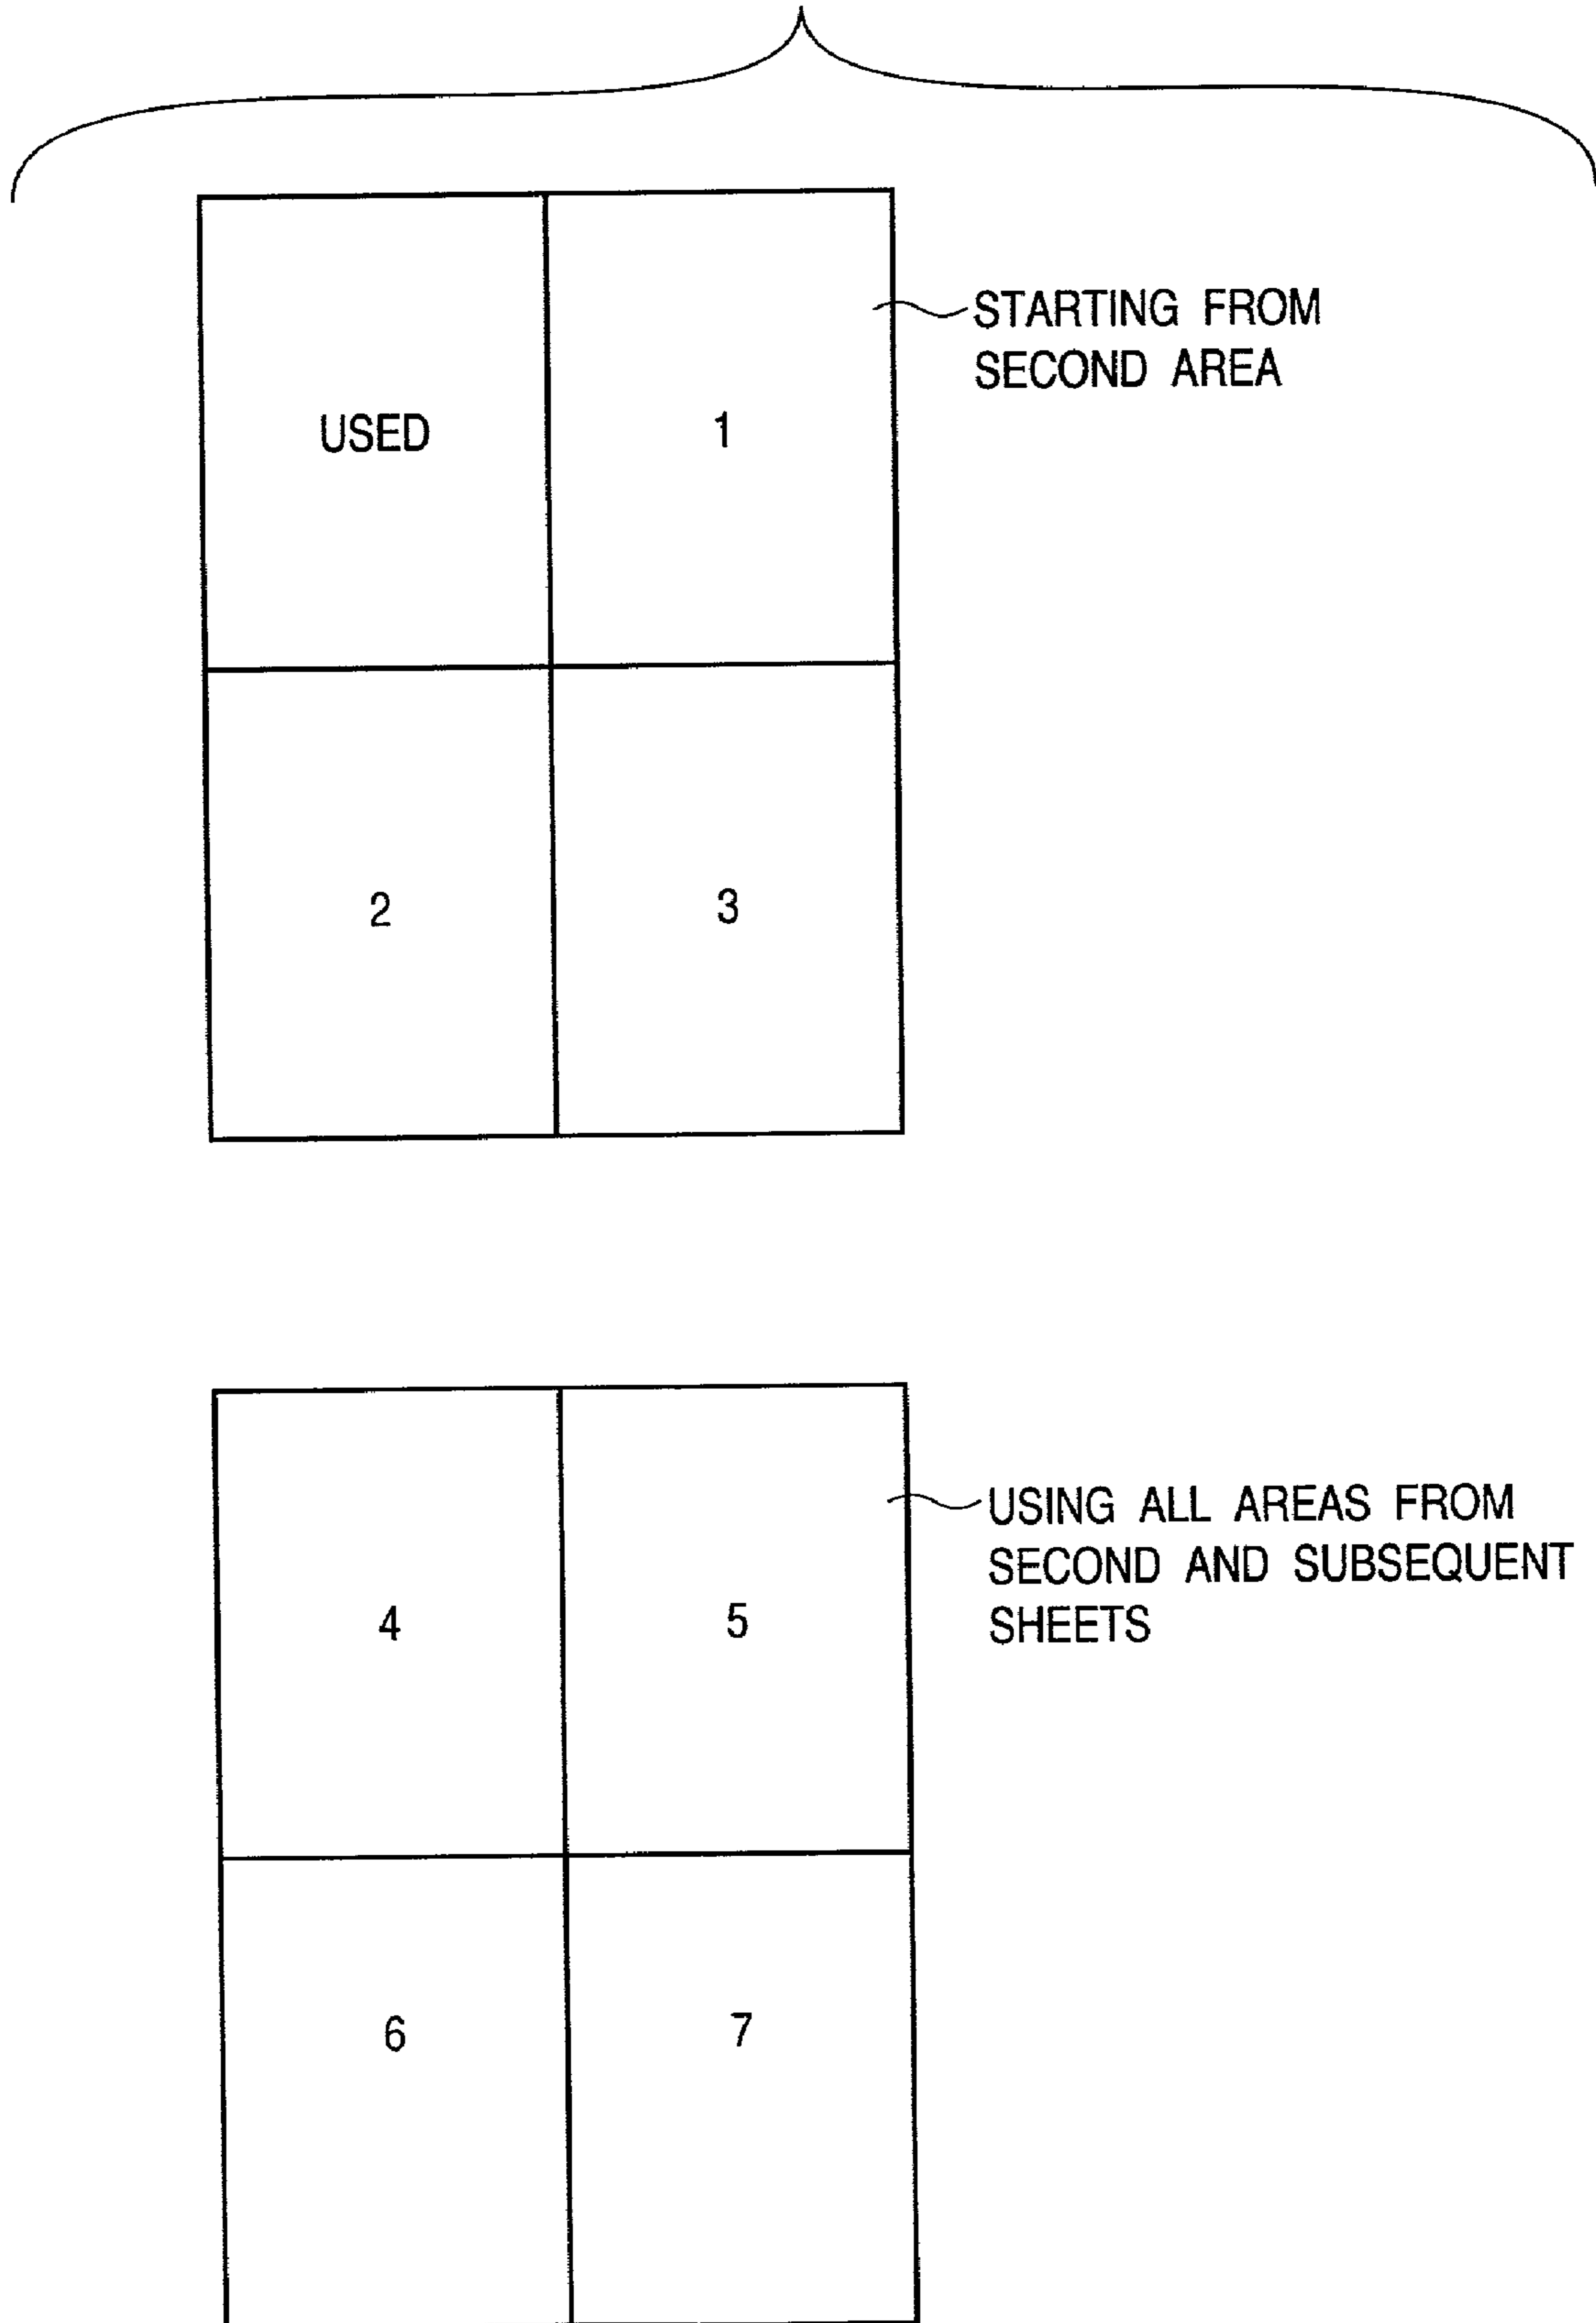 USED
1
STARTING FROM
SECOND AREA
2
3
4
5
USING ALL AREAS FROM
SECOND AND SUBSEQUENT
SHEETS
6
7